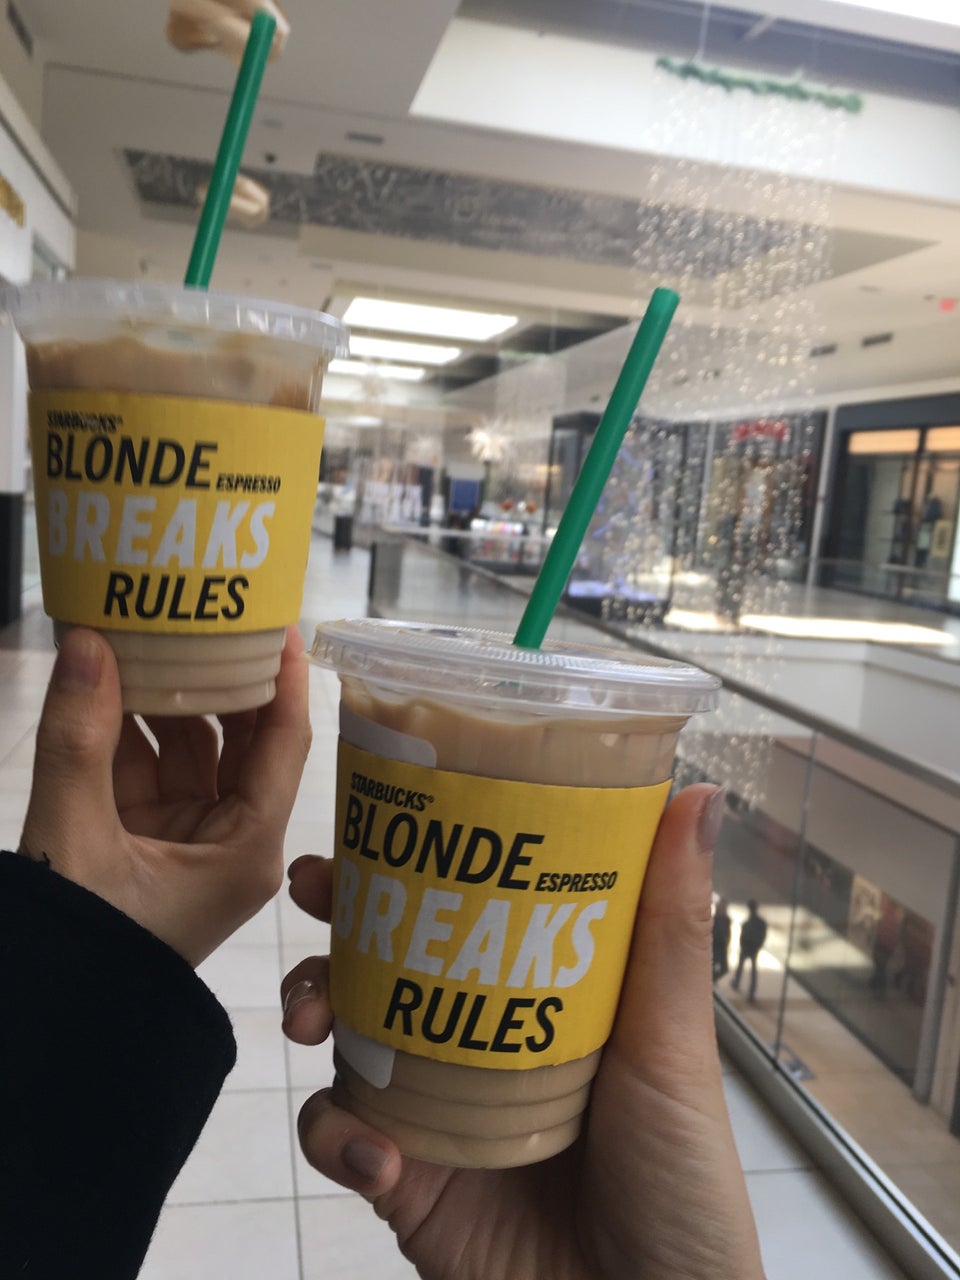 STARBUCKS®
BLONDE ESPRESSO
BREAKS
RULES
STARBUCKS®
BLONDE ESPRESSO
BREAKS
RULES